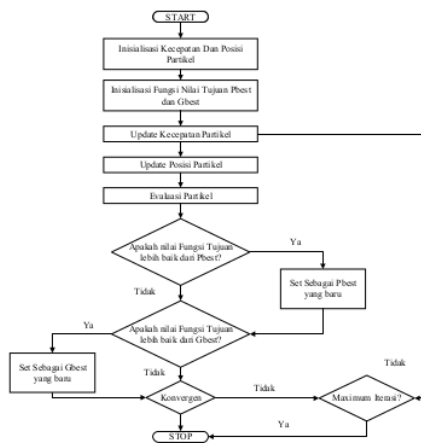 START
Inisialisasi Kecepatan Dan Posisi
Partikel
Inisialisasi Fungsi Nilai Tujuan Pbest
dan Gbest
Update Kecepatan Partikel
Update Posisi Partikel
Evaluasi Partikel
Apakah nilai Fungsi Tujuan
lebih baik dari Pbest?
Ya
Set Sebagai Pbest
yang baru
Tidak
Apakah nilai Fungsi Tujuan
lebih baik dari Gbest?
Ya
Set Sebagai Gbest
yang baru
Tidak
Konvergen
Tidak
Maximum Iterasi?
Tidak
Ya
STOP